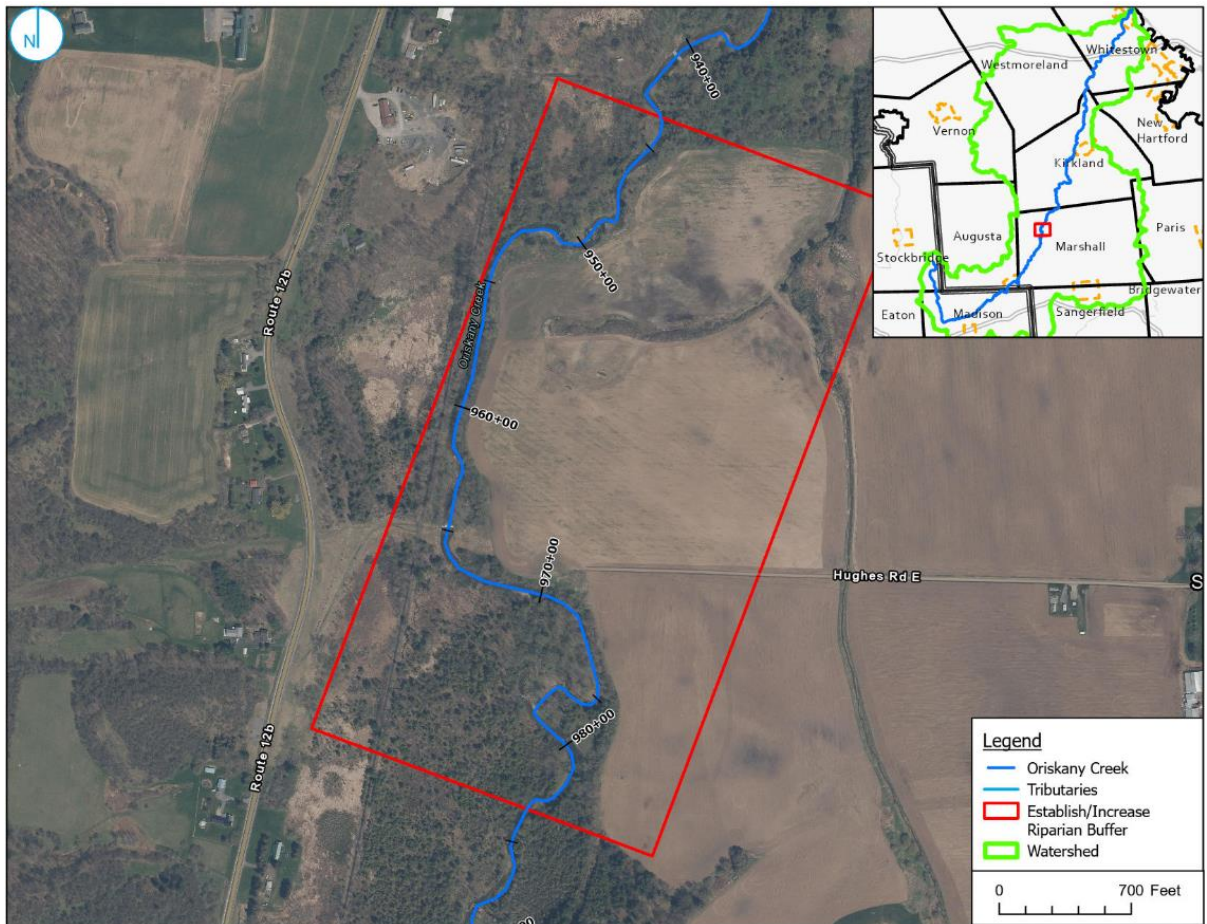 N
940+00
950+00
Oriskany Creek
960+00
970+00
980+00
Route 12b
Route 12b
Hughes Rd E
S
Whitestown
Westmoreland
Vernon
New
Hartford
Kirkland
Augusta
Marshall
Paris
Stockbridge
Bridgewater
Eaton
Madison
Sangerfield
Legend
Oriskany Creek
Tributaries
Establish/Increase
Riparian Buffer
Watershed
0 700 Feet